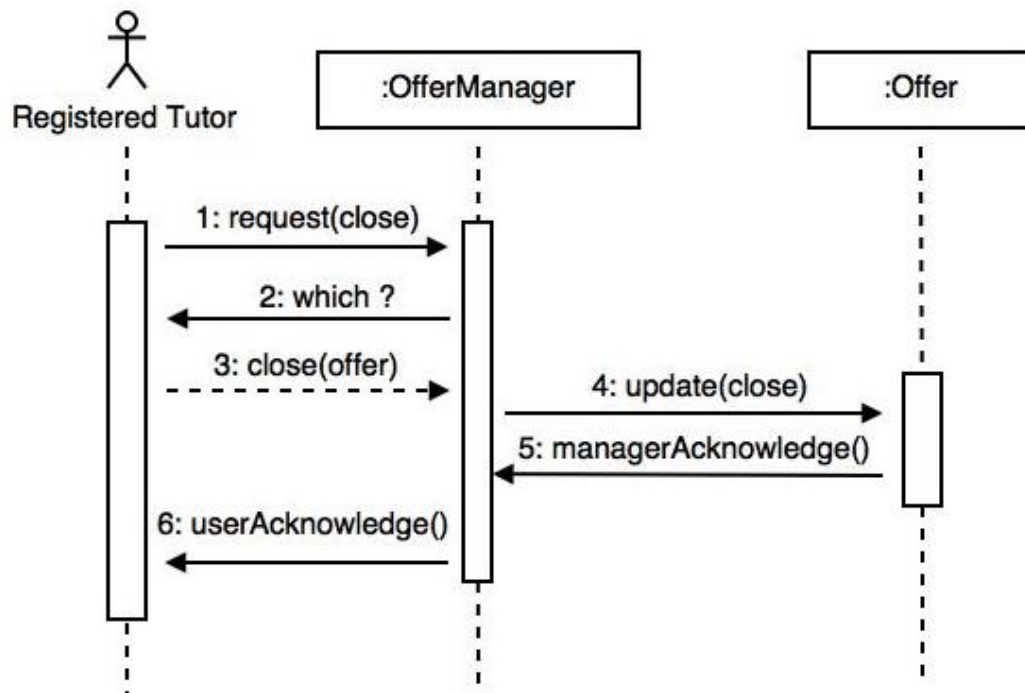 Registered Tutor
:OfferManager
:Offer
1: request(close)
2: which ?
3: close(offer)
4: update(close)
5: managerAcknowledge()
6: userAcknowledge()